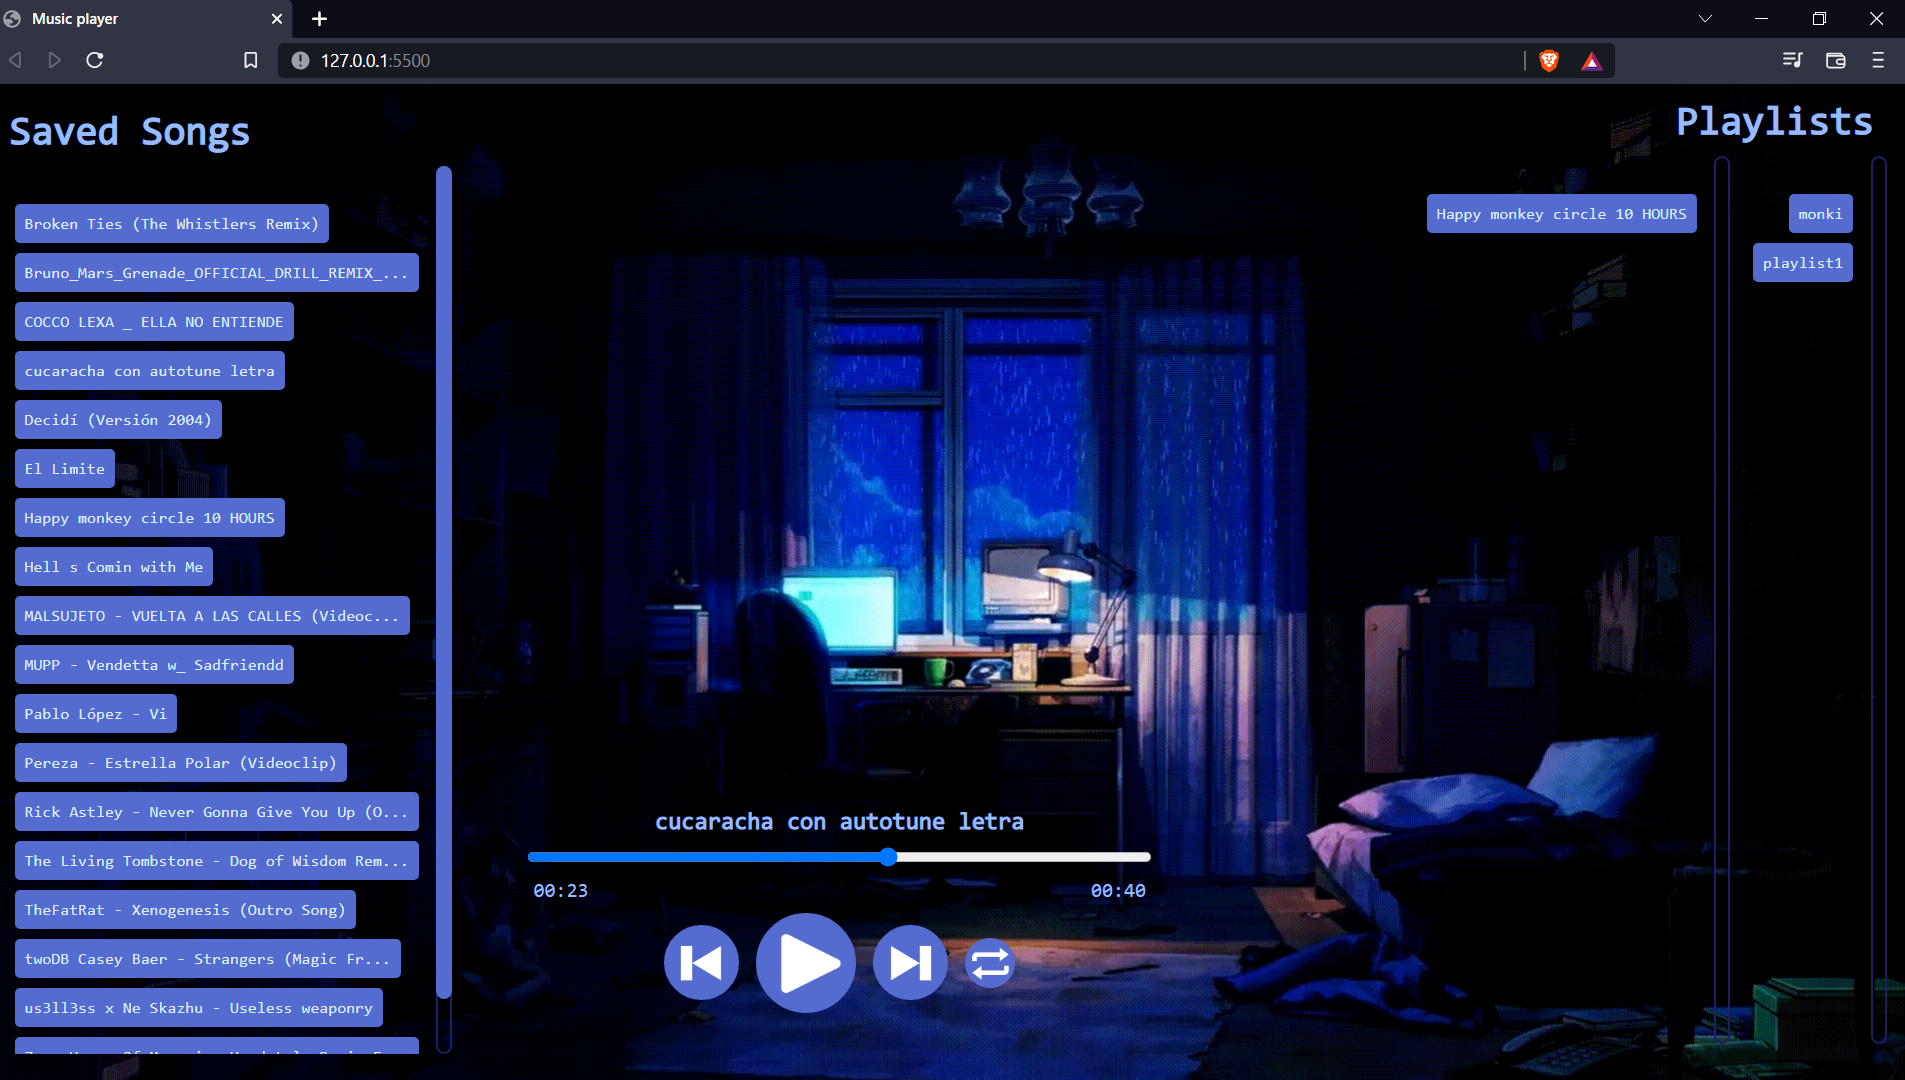 Music player
127.0.0.1:5500
Saved Songs
Broken Ties (The Whistlers Remix)
Bruno_Mars_Grenade_OFFICIAL_DRILL_REMIX_...
COCCO LEXA _ ELLA NO ENTIENDE
cucaracha con autotune letra
Decidí (Versión 2004)
El Limite
Happy monkey circle 10 HOURS
Hell s Comin with Me
MALSUJETO - VUELTA A LAS CALLES (Videoc...
MUPP - Vendetta w_ Sadfriendd
Pablo López - Vi
Pereza - Estrella Polar (Videoclip)
Rick Astley - Never Gonna Give You Up (O...
The Living Tombstone - Dog of Wisdom Rem...
TheFatRat - Xenogenesis (Outro Song)
twoDB Casey Baer - Strangers (Magic Fr...
us3ll3ss x Ne Skazhu - Useless weaponry
cucaracha con autotune letra
00:23
00:40
Playlists
Happy monkey circle 10 HOURS
monki
playlist1